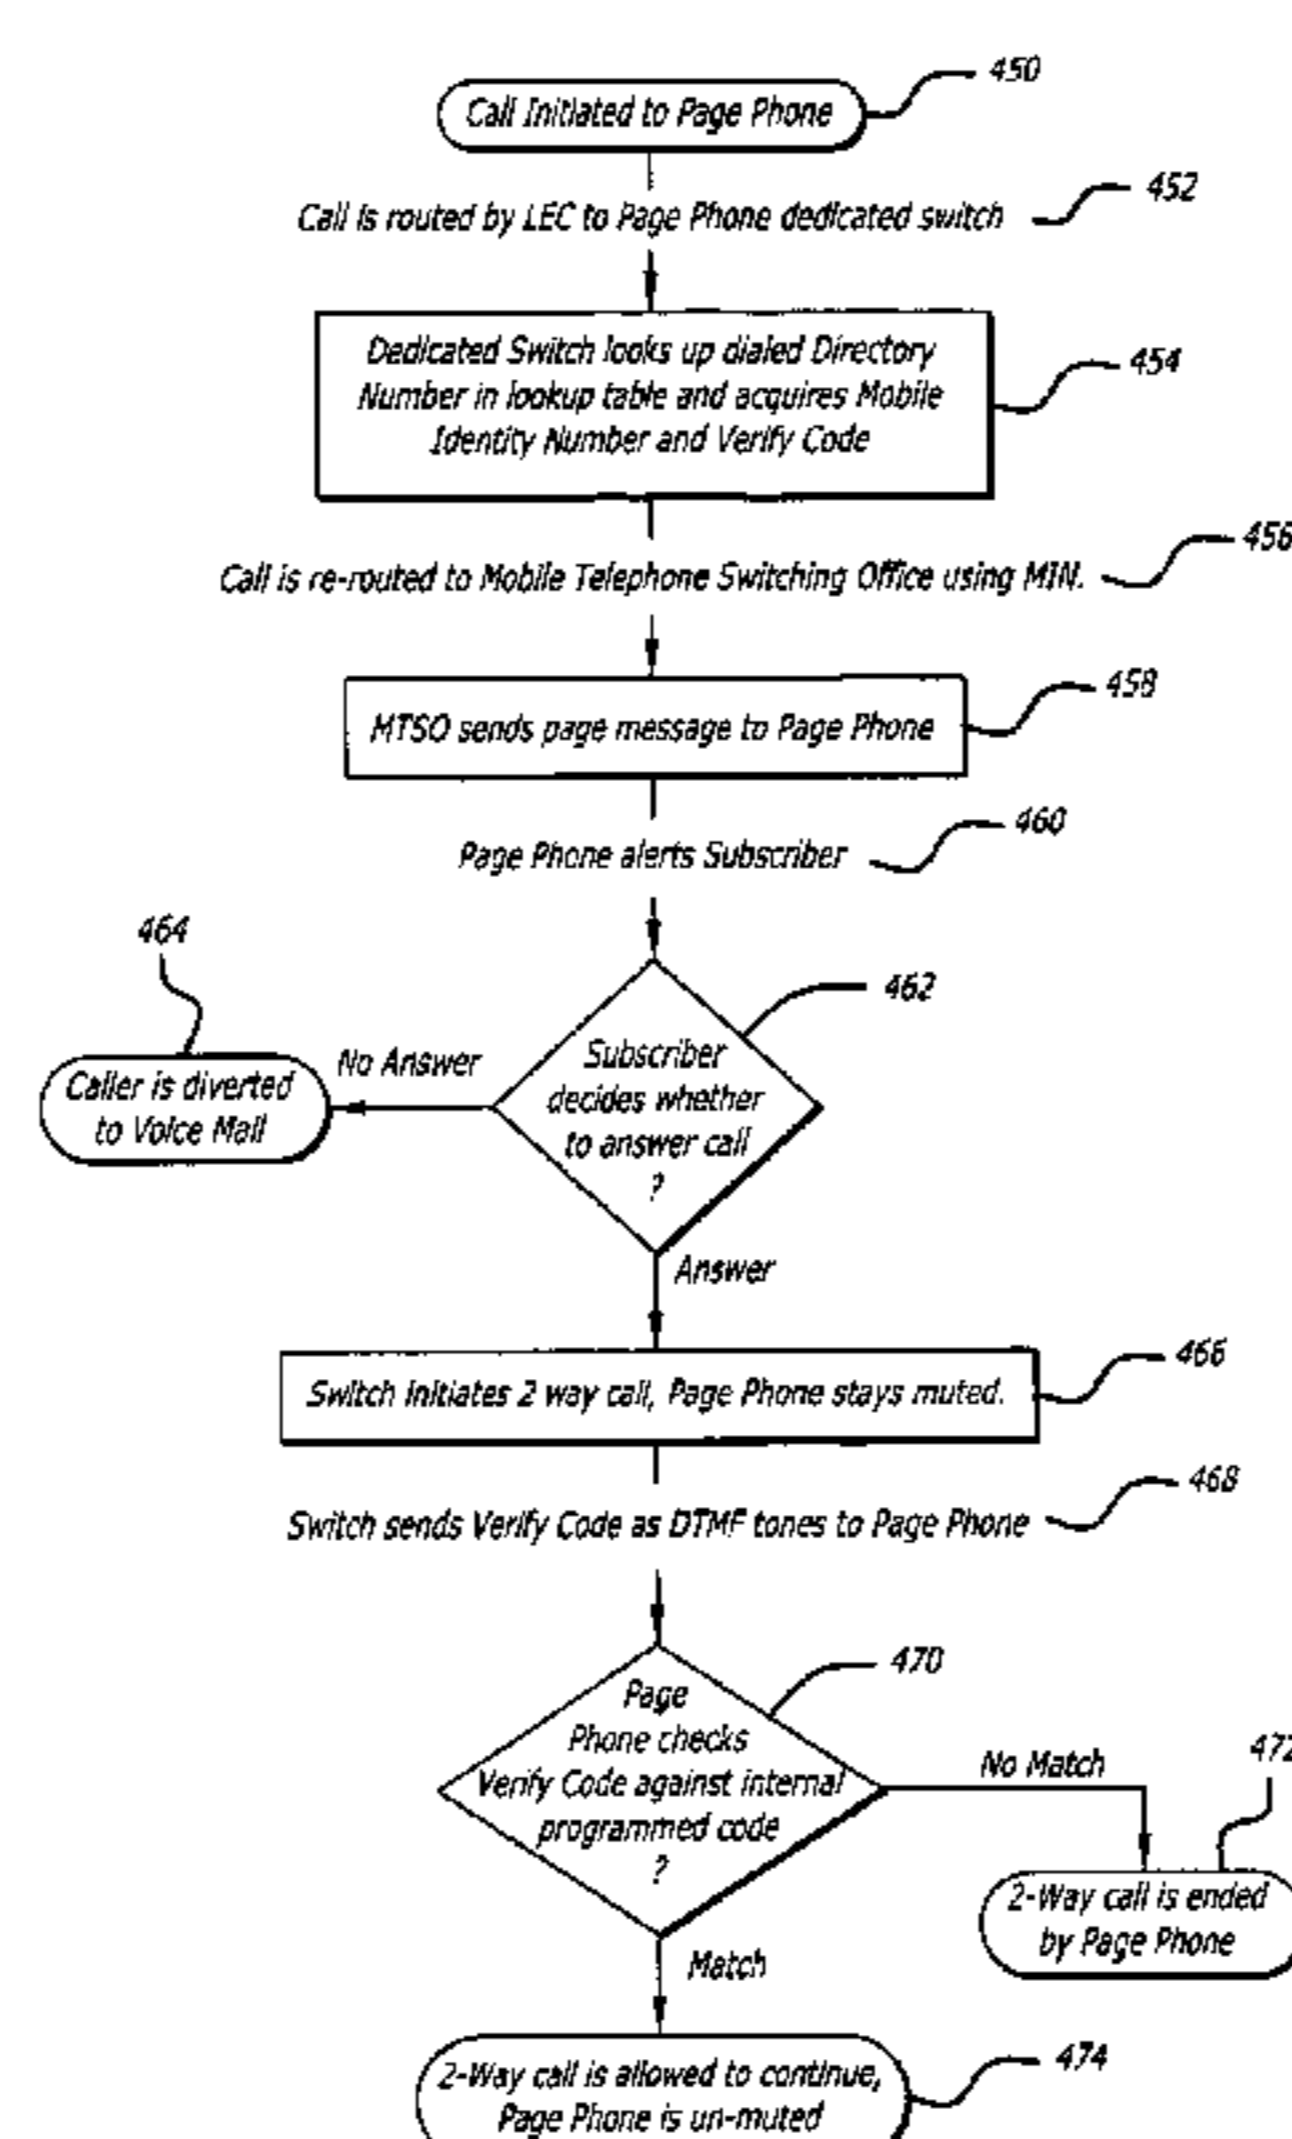 450
Call Initiated to Page Phone
452
Call is routed by LEC to Page Phone dedicated switch
Dedicated Switch looks up dialed Directory
454
Number in lookup table and acquires Mobile
Identity Number and Verify Code
456
Call is re-routed to Mobile Telephone Switching Office using MIN.
458
MTSO sends page message to Page Phone
460
Page Phone alerts Subscriber
464
462
No Answer
Subscriber
decides whether
to answer call
?
Caller is diverted
to Voice Mail
Answer
466
Switch initiates 2 way call, Page Phone stays muted.
468
Switch sends Verify Code as DTMF tones to Page Phone
470
Page
Phone checks
Verify Code against internal
programmed code
?
No Match
472
2-Way call is ended
by Page Phone
Match
474
2-Way call is allowed to continue,
Page Phone is un-muted